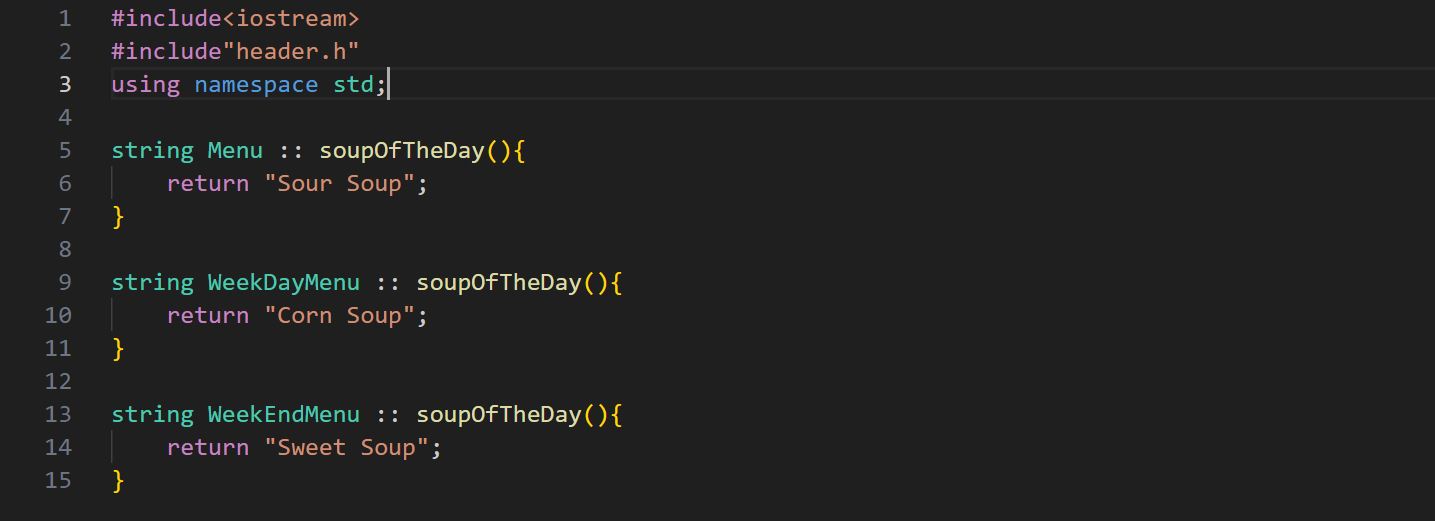 1 #include<iostream>
2 #include"header.h"
3 using namespace std;
4
5 string Menu :: soupOfTheDay(){
6     return "Sour Soup";
7 }
8
9 string WeekDayMenu :: soupOfTheDay(){
10     return "Corn Soup";
11 }
12
13 string WeekEndMenu :: soupOfTheDay(){
14     return "Sweet Soup";
15 }